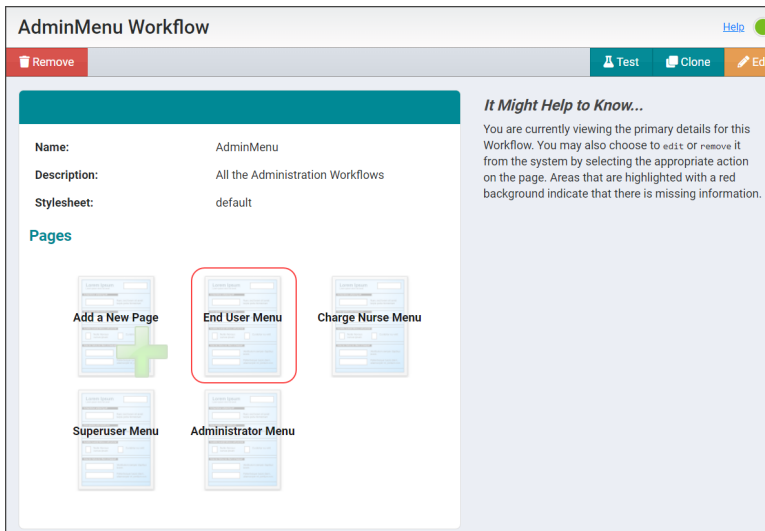 AdminMenu Workflow
Help
Remove
Test
Clone
It Might Help to Know...
You are currently viewing the primary details for this
Workflow. You may also choose to edit or remove it
from the system by selecting the appropriate action
on the page. Areas that are highlighted with a red
background indicate that there is missing information.
Name: AdminMenu
Description: All the Administration Workflows
Stylesheet: default
Pages
Add a New Page
End User Menu
Charge Nurse Menu
Superuser Menu
Administrator Menu